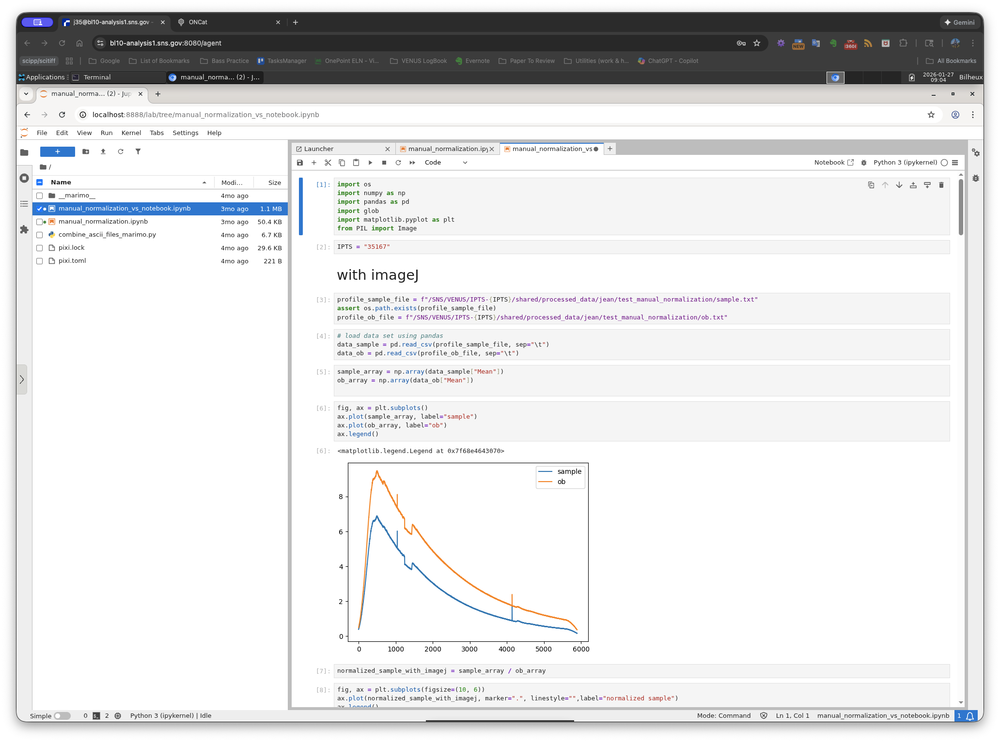 j35@bl10-analysis1.sns.gov -
ONCat
Gemini
bl10-analysis1.sns.gov:8080/agent
NEW
scipp/scitiff
Google
List of Bookmarks
Bass Practice
TasksManager
OnePoint ELN - Vi...
VENUS LogBook
Evernote
Paper To Review
Utilities (work & h...
ChatGPT - Copilot
All Bookmarks
Applications
Terminal
manual_norma... (2) - J...
2026-01-27
09:04
Bilheux
manual_norma... (2) - Jup
localhost:8888/lab/tree/manual_normalization_vs_notebook.ipynb
File Edit View Run Kernel Tabs Settings Help
Launcher
manual_normalization.ipy
manual_normalization_vs
/
Code
Notebook
Python 3 (ipykernel)
Name Modi... Size
__marimo__ 4mo ago
manual_normalization_vs_notebook.ipynb 3mo ago 1.1 MB
manual_normalization.ipynb 3mo ago 50.4 KB
combine_ascii_files_marimo.py 4mo ago 6.7 KB
pixi.lock 4mo ago 29.6 KB
pixi.toml 4mo ago 221 B
[1]: import os
import numpy as np
import pandas as pd
import glob
import matplotlib.pyplot as plt
from PIL import Image
[2]: IPTS = "35167"
with imageJ
[3]: profile_sample_file = f"/SNS/VENUS/IPTS-{IPTS}/shared/processed_data/jean/test_manual_normalization/sample.txt"
assert os.path.exists(profile_sample_file)
profile_ob_file = f"/SNS/VENUS/IPTS-{IPTS}/shared/processed_data/jean/test_manual_normalization/ob.txt"
[4]: # load data set using pandas
data_sample = pd.read_csv(profile_sample_file, sep="\t")
data_ob = pd.read_csv(profile_ob_file, sep="\t")
[5]: sample_array = np.array(data_sample["Mean"])
ob_array = np.array(data_ob["Mean"])
[6]: fig, ax = plt.subplots()
ax.plot(sample_array, label="sample")
ax.plot(ob_array, label="ob")
ax.legend()
[6]: <matplotlib.legend.Legend at 0x7f68e4643070>
sample
ob
8
6
4
2
0
0 1000 2000 3000 4000 5000 6000
[7]: normalized_sample_with_imagej = sample_array / ob_array
[8]: fig, ax = plt.subplots(figsize=(10, 6))
ax.plot(normalized_sample_with_imagej, marker=".", linestyle="",label="normalized sample")
ax.legend()
Simple 0 2 Python 3 (ipykernel) | Idle
Mode: Command Ln 1, Col 1 manual_normalization_vs_notebook.ipynb 1